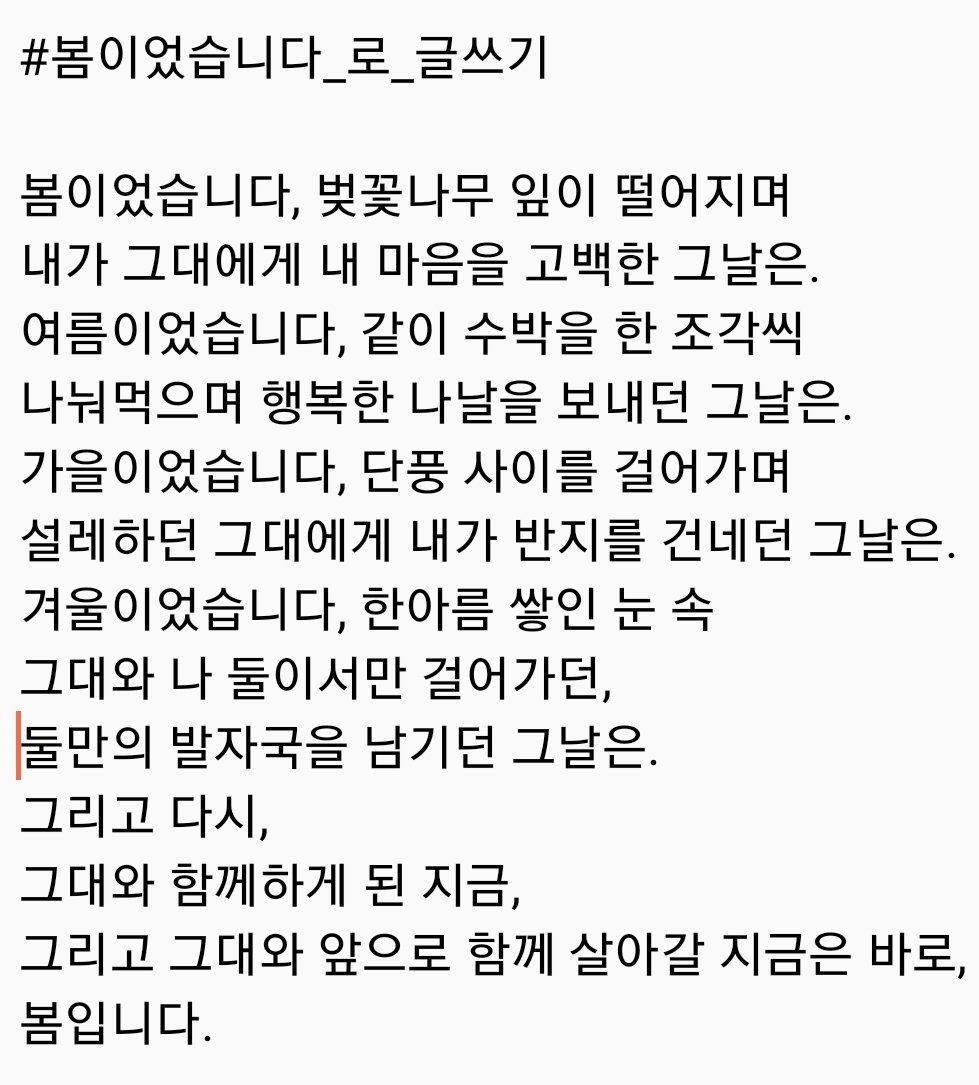 #봄이었습니다_로_글쓰기
봄이었습니다, 벚꽃나무 잎이 떨어지며
내가 그대에게 내 마음을 고백한 그날은.
여름이었습니다, 같이 수박을 한 조각씩
나눠먹으며 행복한 나날을 보내던 그날은.
가을이었습니다, 단풍 사이를 걸어가며
설레하던 그대에게 내가 반지를 건네던 그날은.
겨울이었습니다, 한아름 쌓인 눈 속
그대와 나 둘이서만 걸어가던,
둘만의 발자국을 남기던 그날은.
그리고 다시,
그대와 함께하게 된 지금,
그리고 그대와 앞으로 함께 살아갈 지금은 바로,
봄입니다.